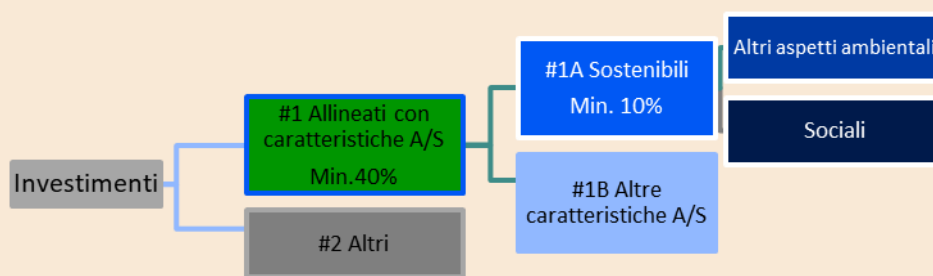 Investimenti
#1 Allineati con
caratteristiche A/S
Min.40%
#2 Altri
#1A Sostenibili
Min. 10%
#1B Altre
caratteristiche A/S
Altri aspetti ambientali
Sociali